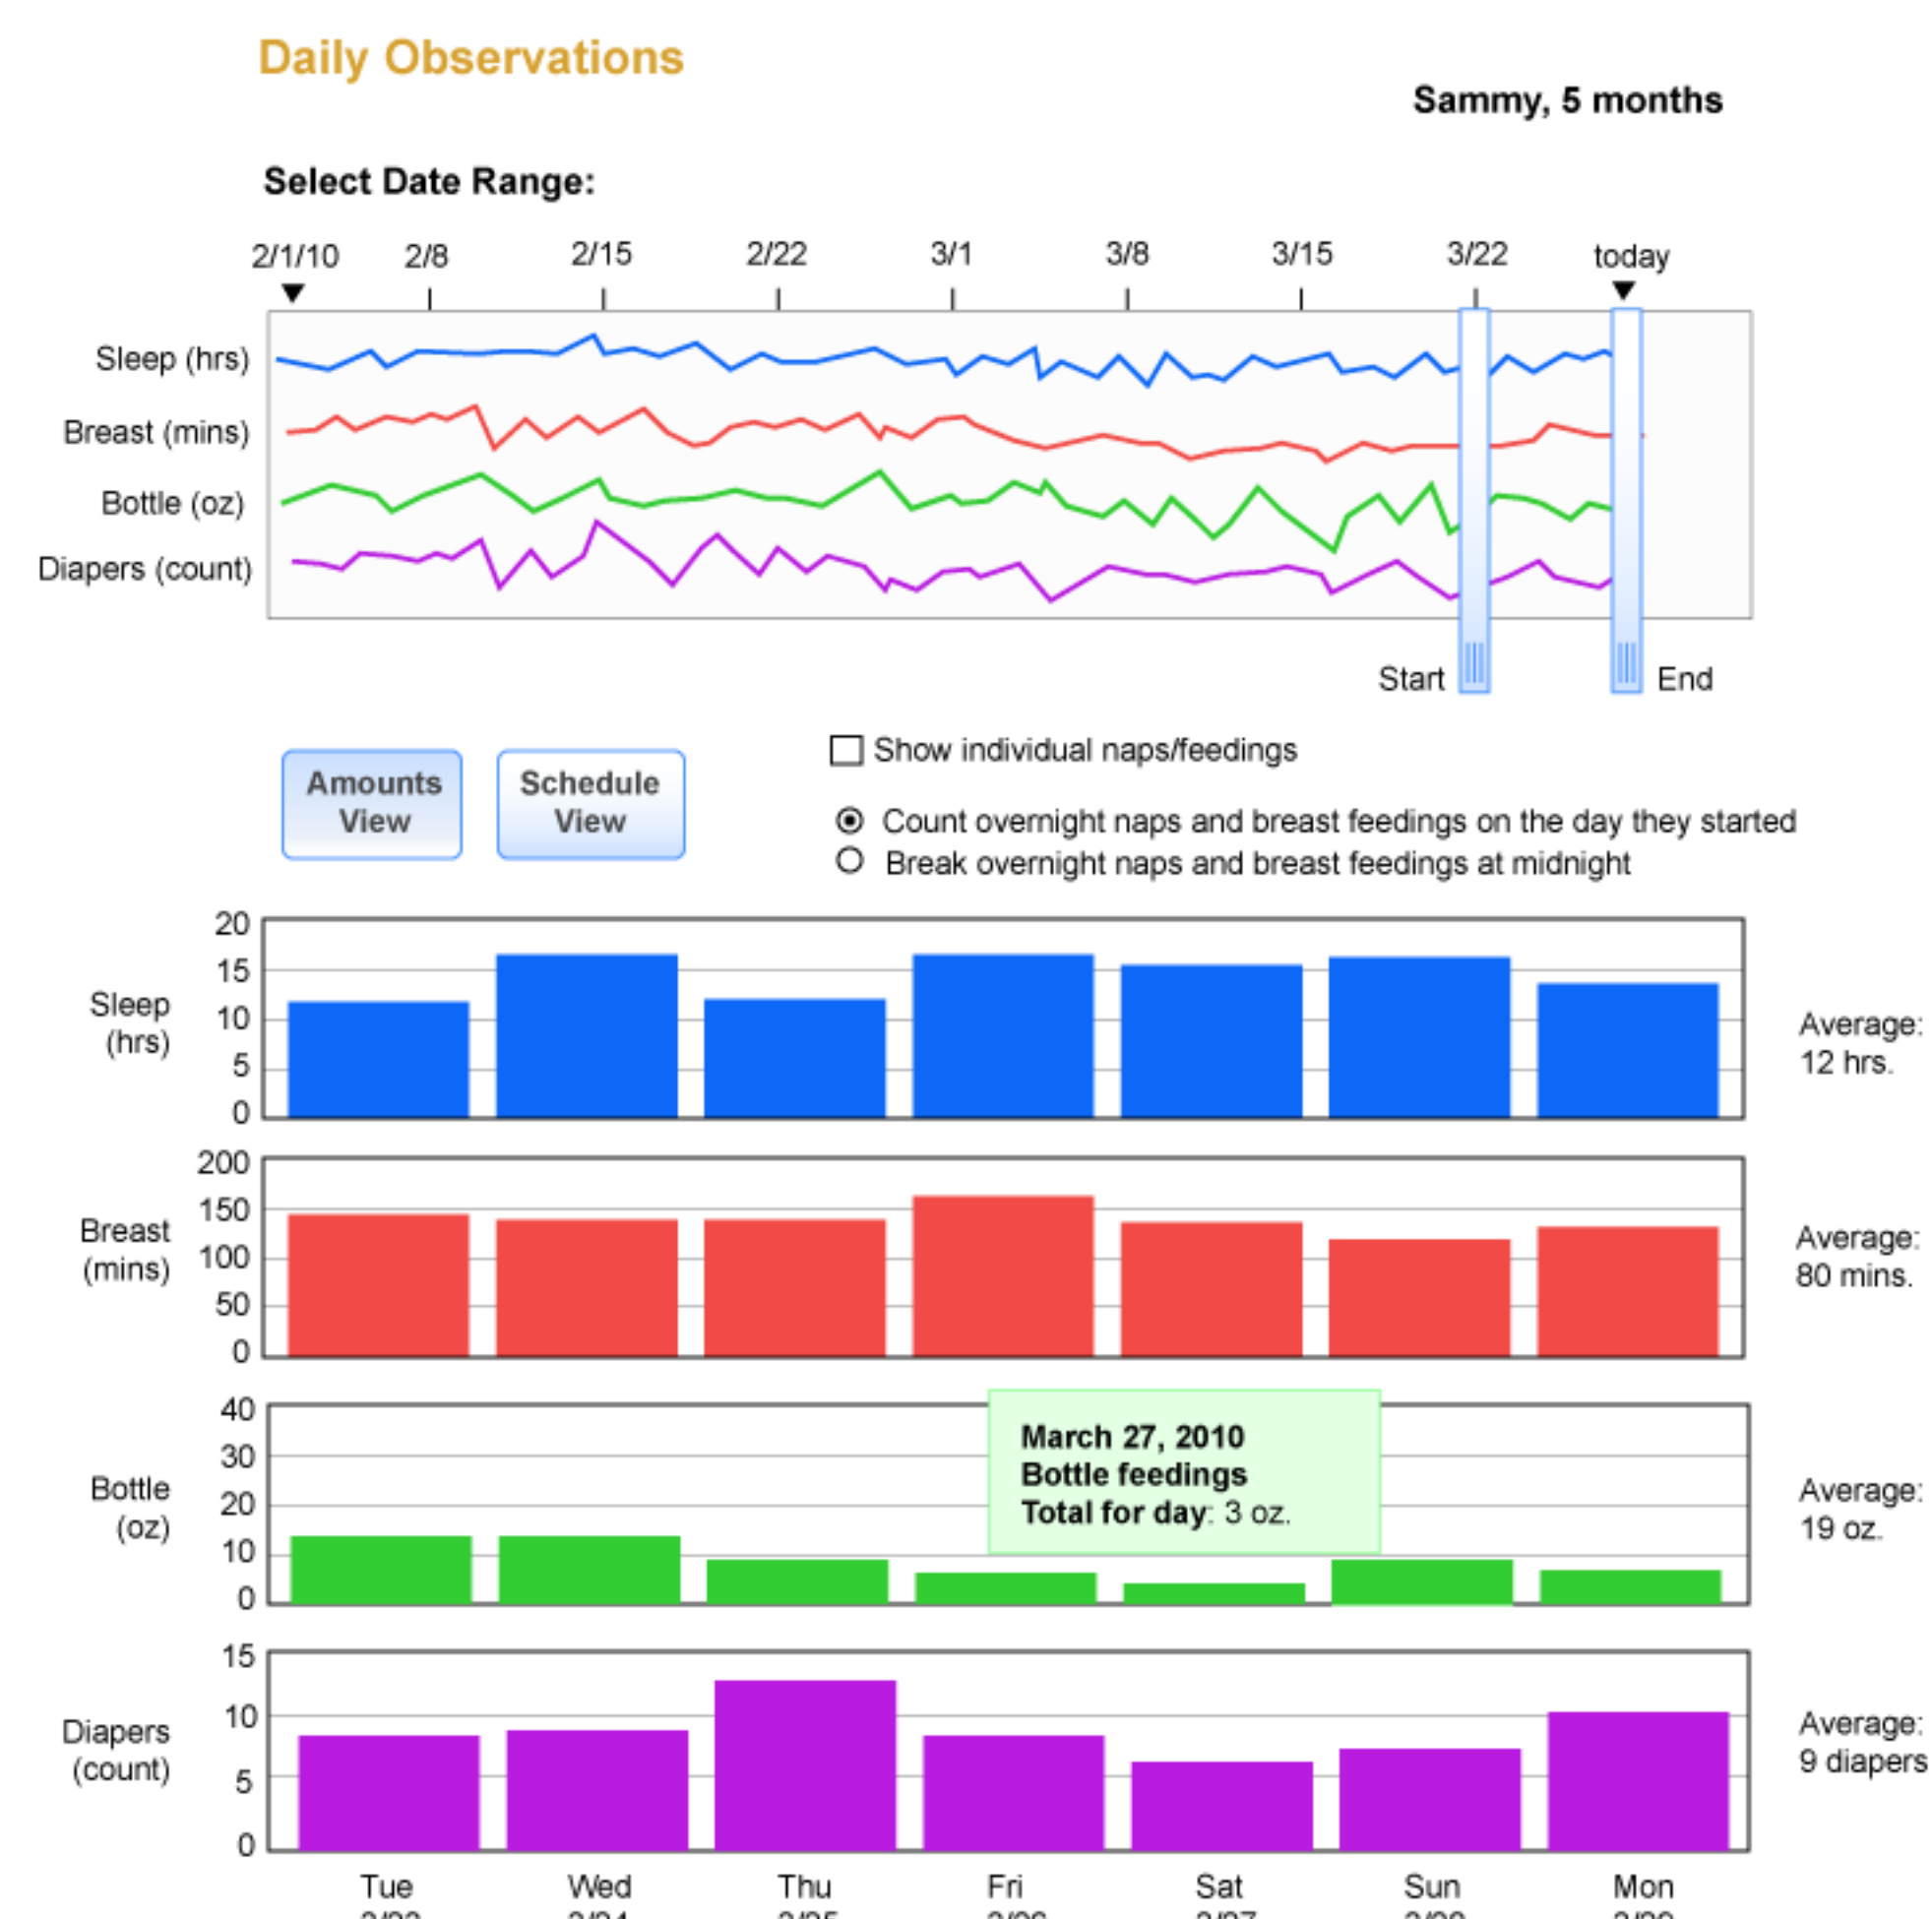 Daily Observations
Sammy, 5 months
Select Date Range:
2/1/10 2/8 2/15 2/22 3/1 3/8 3/15 3/22 today
Sleep (hrs)
Breast (mins)
Bottle (oz)
Diapers (count)
Start End
Amounts
View
Schedule
View
Show individual naps/feedings
Count overnight naps and breast feedings on the day they started
Break overnight naps and breast feedings at midnight
20
15
10
5
0
Sleep
(hrs)
Average:
12 hrs.
200
150
100
50
0
Breast
(mins)
Average:
80 mins.
40
30
20
10
0
Bottle
(oz)
March 27, 2010
Bottle feedings
Total for day: 3 oz.
Average:
19 oz.
15
10
5
0
Diapers
(count)
Average:
9 diapers
Tue Wed Thu Fri Sat Sun Mon